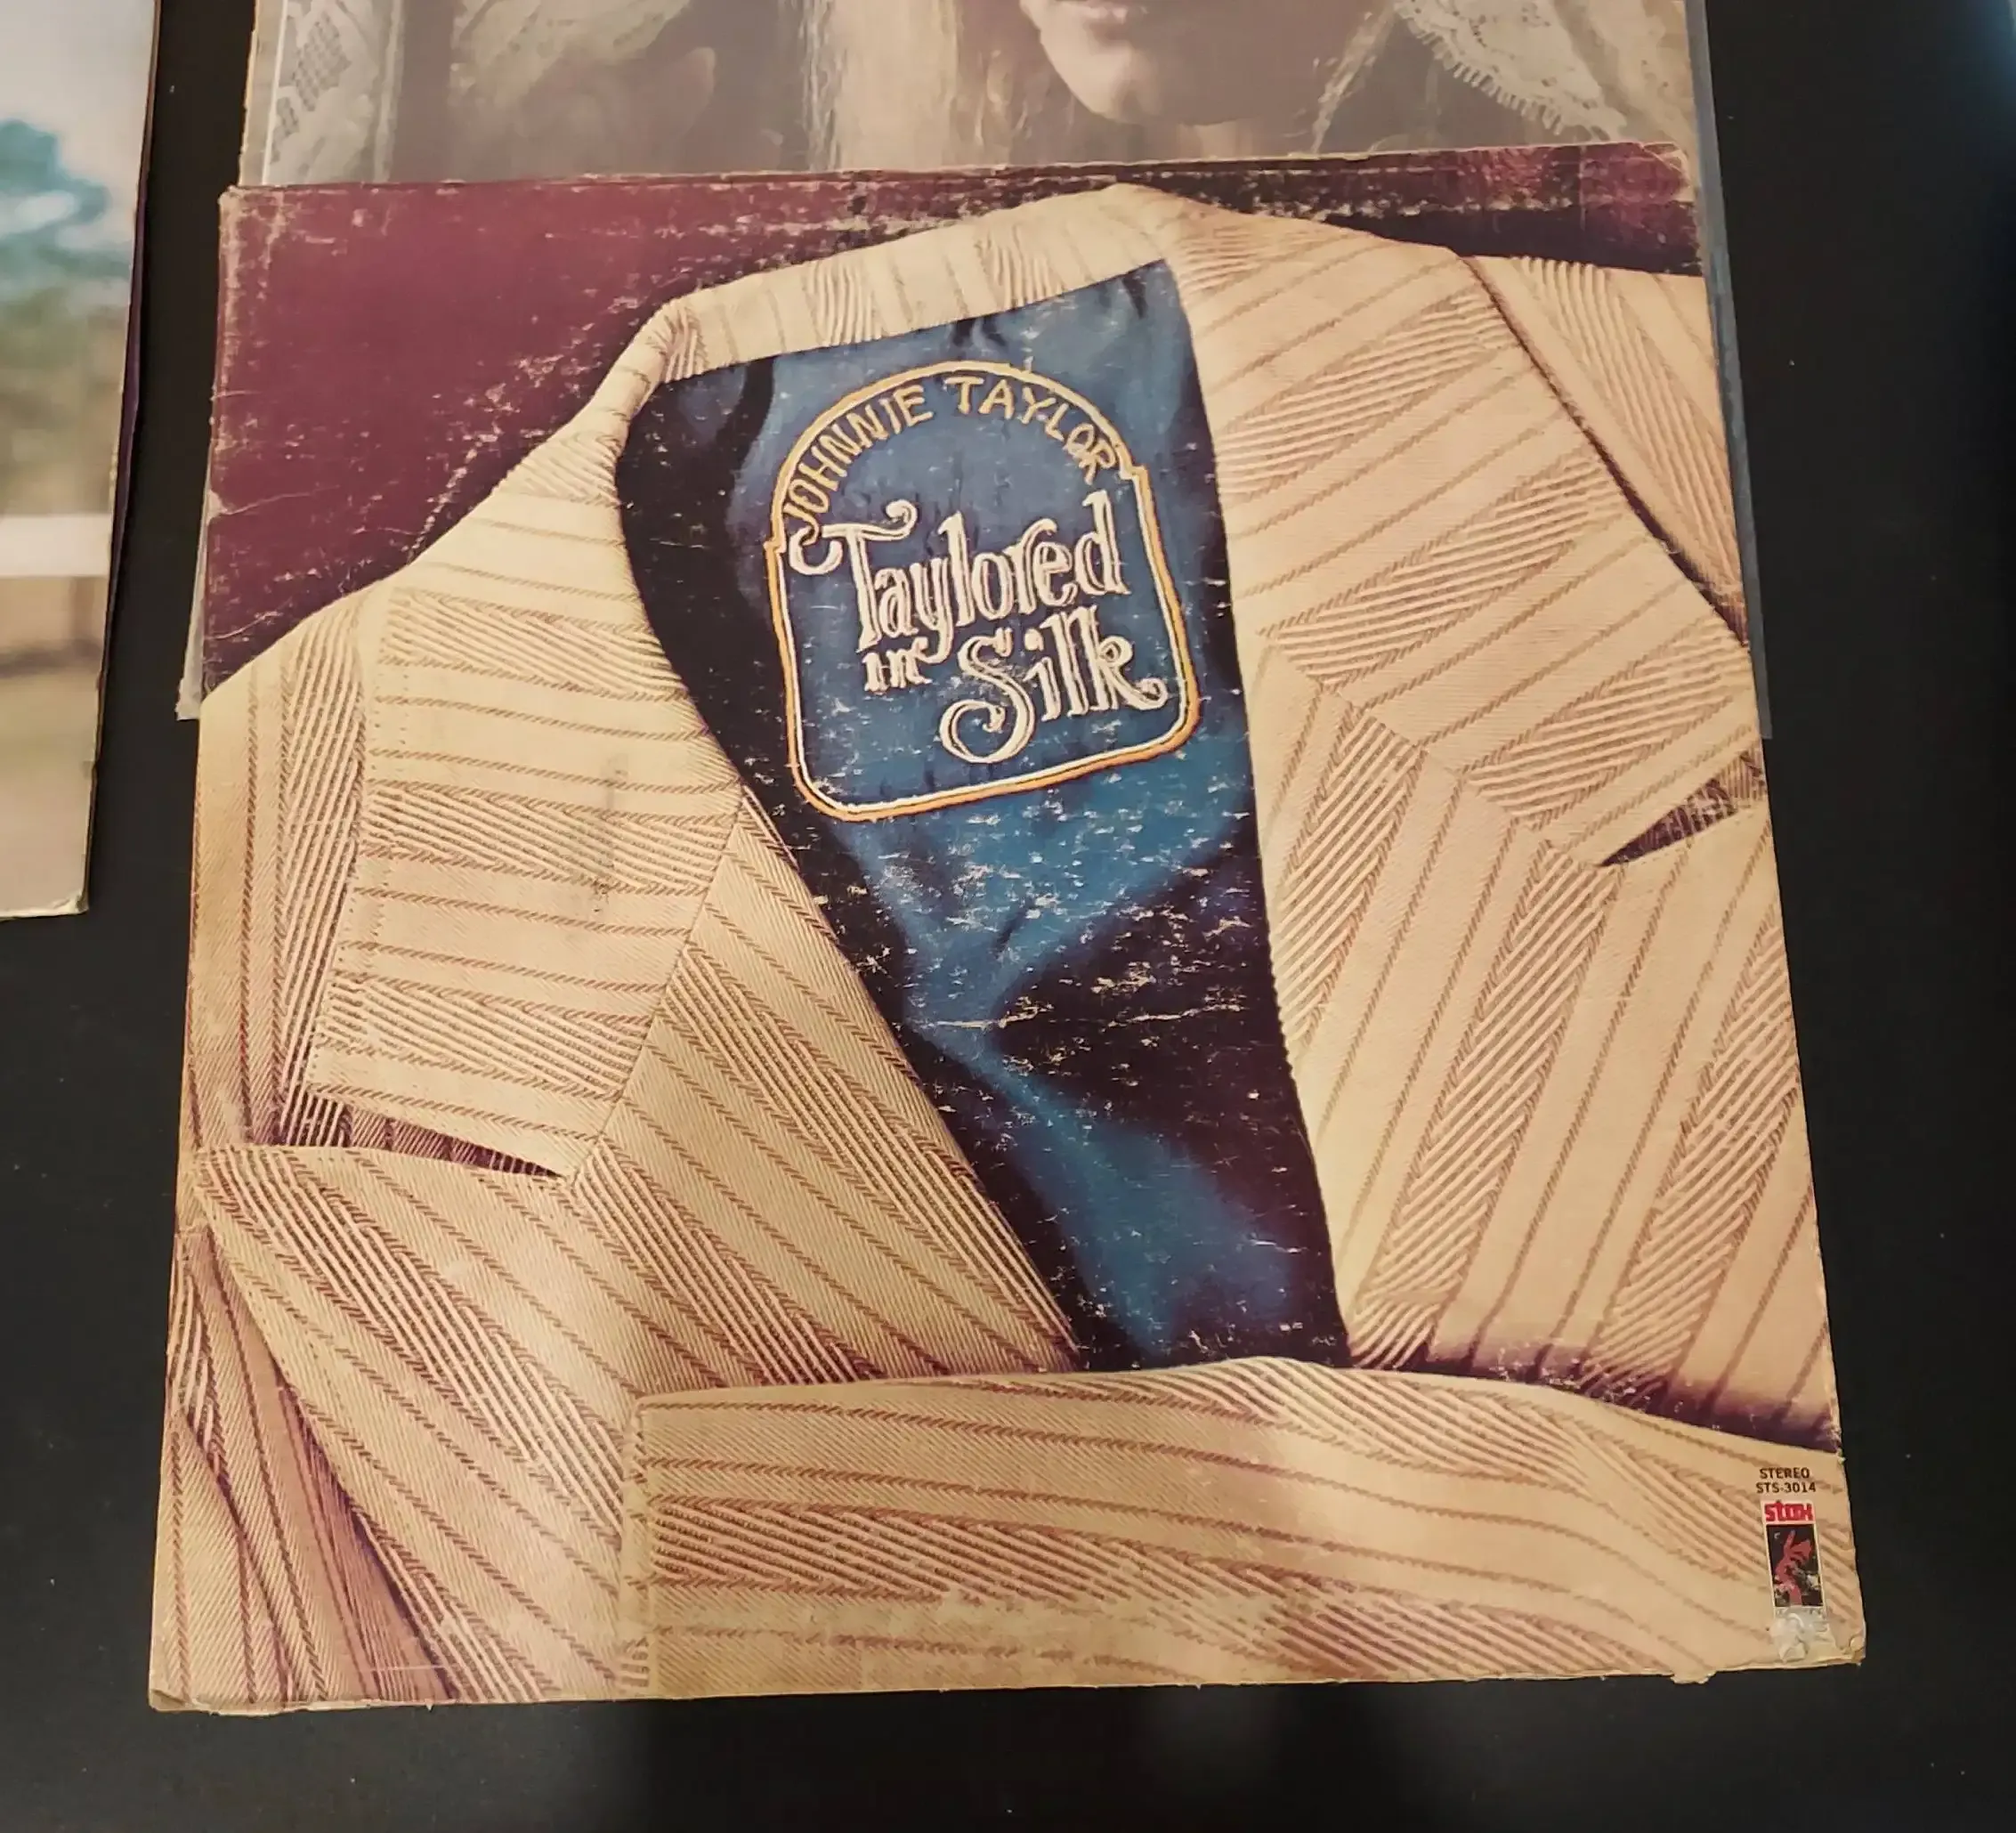 JOHNNIE TAYLOR
Taylored
in Silk
STEREO
STS-3014
stax